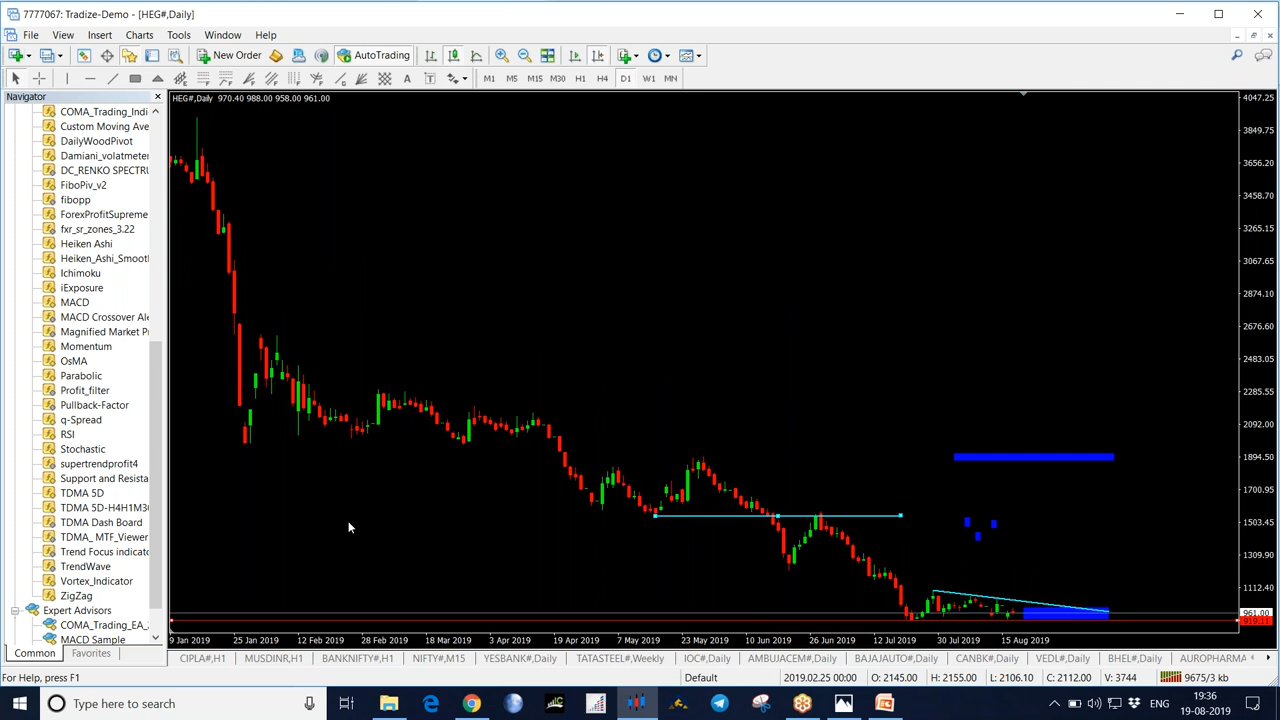 7777067: Tradize-Demo - [HEG#,Daily]
File View Insert Charts Tools Window Help
New Order AutoTrading
A T M1 M5 M15 M30 H1 H4 D1 W1 MN
Navigator
COMA_Trading_Indi
Custom Moving Ave
DailyWoodPivot
Damiani_volatmeter
DC_RENKO SPECTRU
FiboPiv_v2
fibopp
ForexProfitSupreme
fxr_sr_zones_3.22
Heiken Ashi
Heiken_Ashi_Smoot
Ichimoku
iExposure
MACD
MACD Crossover Ale
Magnified Market Pr
Momentum
OsMA
Parabolic
Profit_filter
Pullback-Factor
q-Spread
RSI
Stochastic
supertrendprofit4
Support and Resista
TDMA 5D
TDMA 5D-H4H1M30
TDMA Dash Board
TDMA_ MTF_Viewer
Trend Focus indicato
TrendWave
Vortex_Indicator
ZigZag
Expert Advisors
COMA_Trading_EA_
MACD Sample
Common Favorites
HEG#,Daily 970.40 988.00 958.00 961.00
4047.25
3849.75
3656.20
3458.70
3265.15
3067.65
2874.10
2676.60
2483.05
2285.55
2092.00
1894.50
1700.95
1503.45
1309.90
1112.40
961.00
919.11
9 Jan 2019 25 Jan 2019 12 Feb 2019 28 Feb 2019 18 Mar 2019 3 Apr 2019 19 Apr 2019 7 May 2019 23 May 2019 10 Jun 2019 26 Jun 2019 12 Jul 2019 30 Jul 2019 15 Aug 2019
CIPLA#,H1 MUSDINR,H1 BANKNIFTY#,H1 NIFTY#,M15 YESBANK#,Daily TATASTEEL#,Weekly IOC#,Daily AMBUJACEM#,Daily BAJAJAUTO#,Daily CANBK#,Daily VEDL#,Daily BHEL#,Daily AUROPHARMA
For Help, press F1 Default 2019.02.25 00:00 O: 2145.00 H: 2155.00 L: 2106.10 C: 2112.00 V: 3744 9675/3 kb
Type here to search
ENG
19:36
19-08-2019